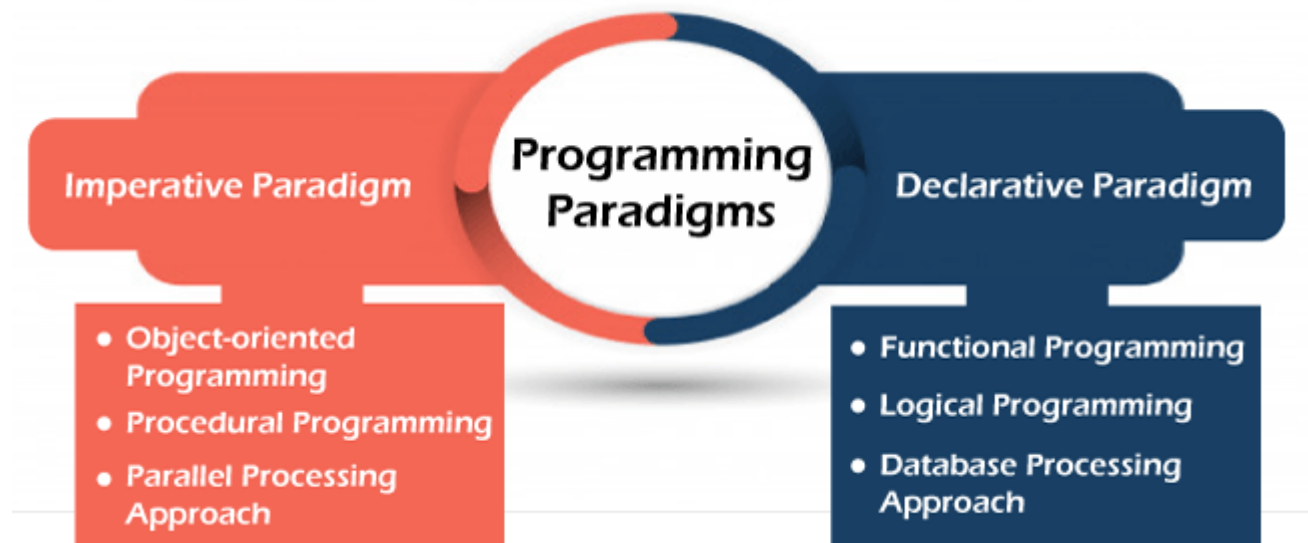 Programming
Paradigms
Imperative Paradigm
• Object-oriented
Programming
• Procedural Programming
• Parallel Processing
Approach
Declarative Paradigm
• Functional Programming
• Logical Programming
• Database Processing
Approach